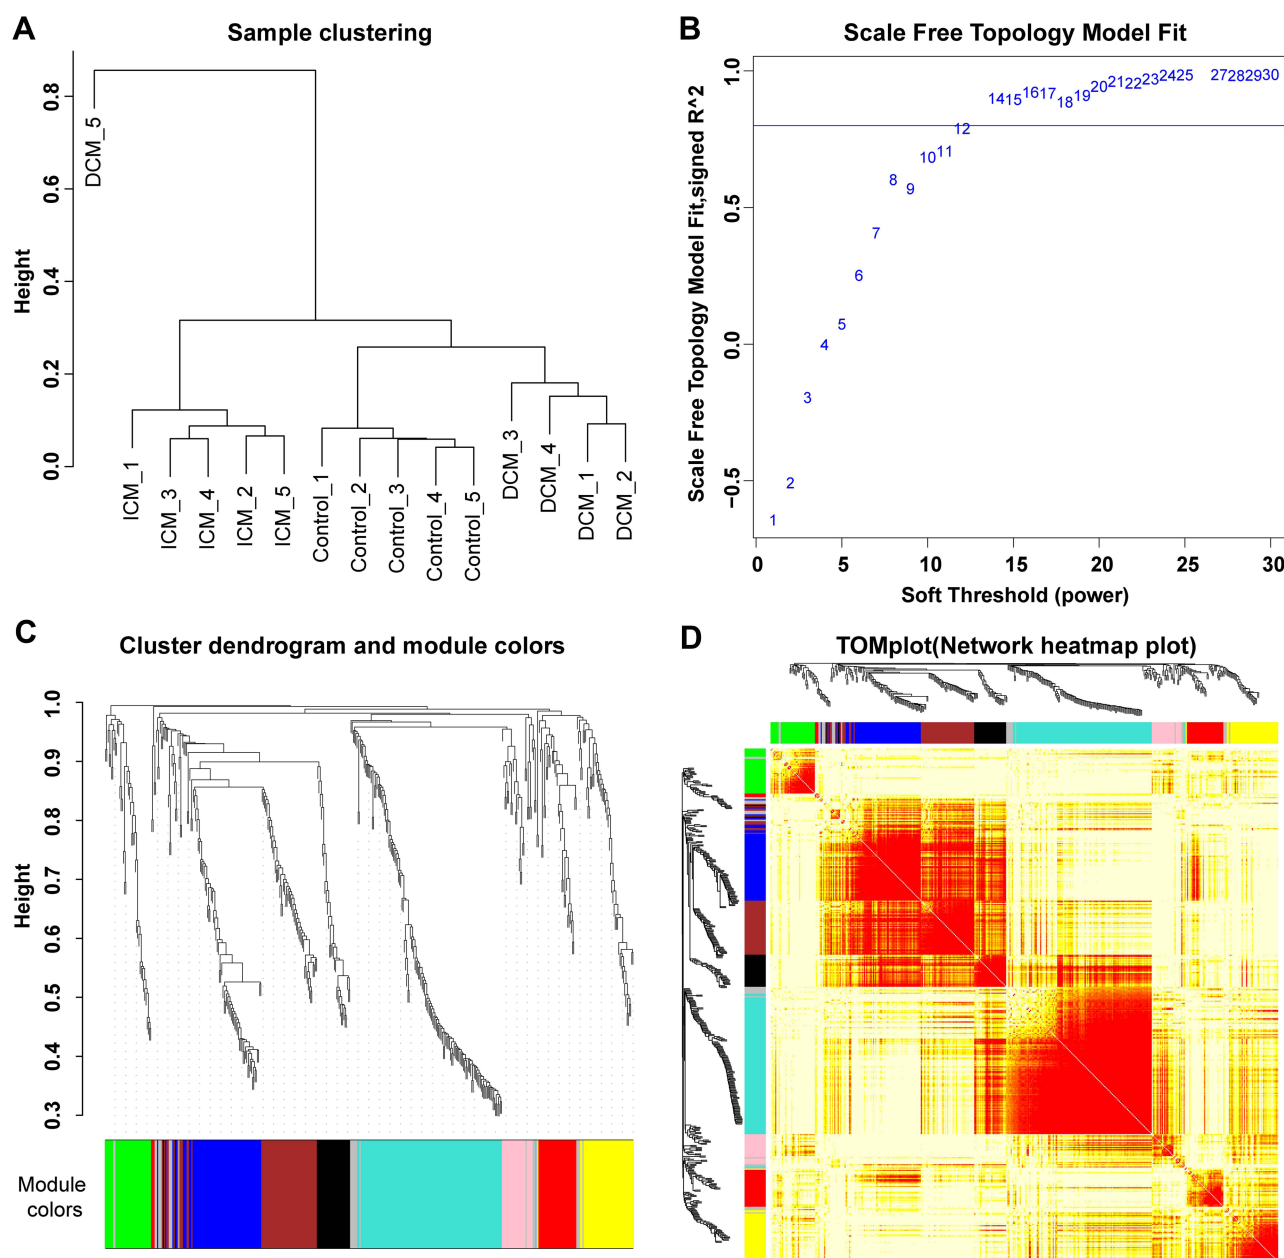 A
Sample clustering
Height
0.0
0.2
0.4
0.6
0.8
DCM_5
ICM_1
ICM_3
ICM_4
ICM_2
ICM_5
Control_1
Control_2
Control_3
Control_4
Control_5
DCM_3
DCM_4
DCM_1
DCM_2
B
Scale Free Topology Model Fit
Scale Free Topology Model Fit,signed R^2
1.0
0.5
0.0
−0.5
1
2
3
4
5
6
7
8
9
10
11
12
14
15
16
17
18
19
20
21
22
23
24
25
27
28
29
30
0
5
10
15
20
25
30
Soft Threshold (power)
C
Cluster dendrogram and module colors
Height
1.0
0.9
0.8
0.7
0.6
0.5
0.4
0.3
Module
colors
D
TOMplot(Network heatmap plot)